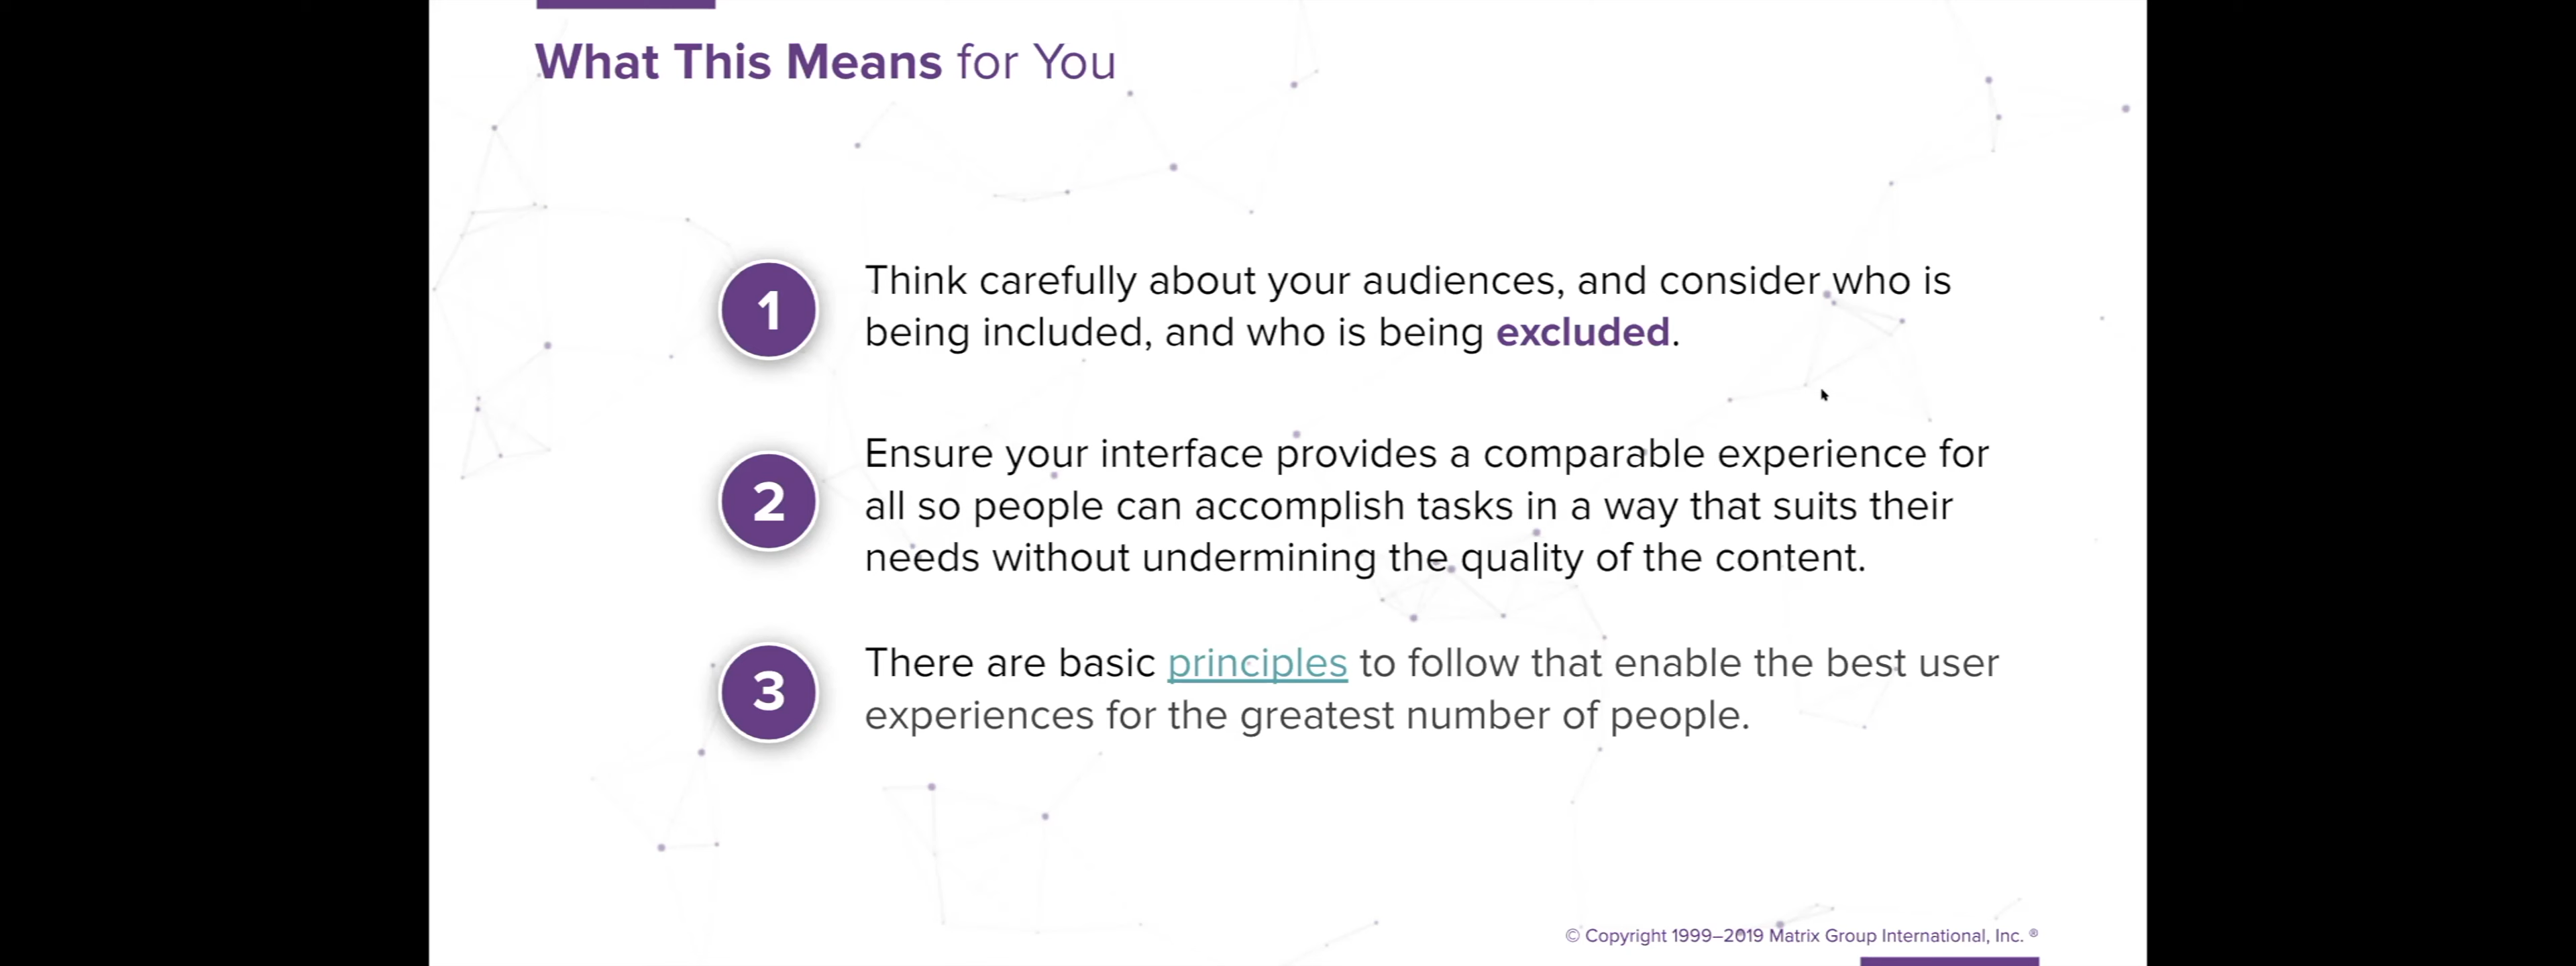 What This Means for You
1
Think carefully about your audiences, and consider who is
being included, and who is being excluded.
2
Ensure your interface provides a comparable experience for
all so people can accomplish tasks in a way that suits their
needs without undermining the quality of the content.
3
There are basic principles to follow that enable the best user
experiences for the greatest number of people.
© Copyright 1999–2019 Matrix Group International, Inc. ®